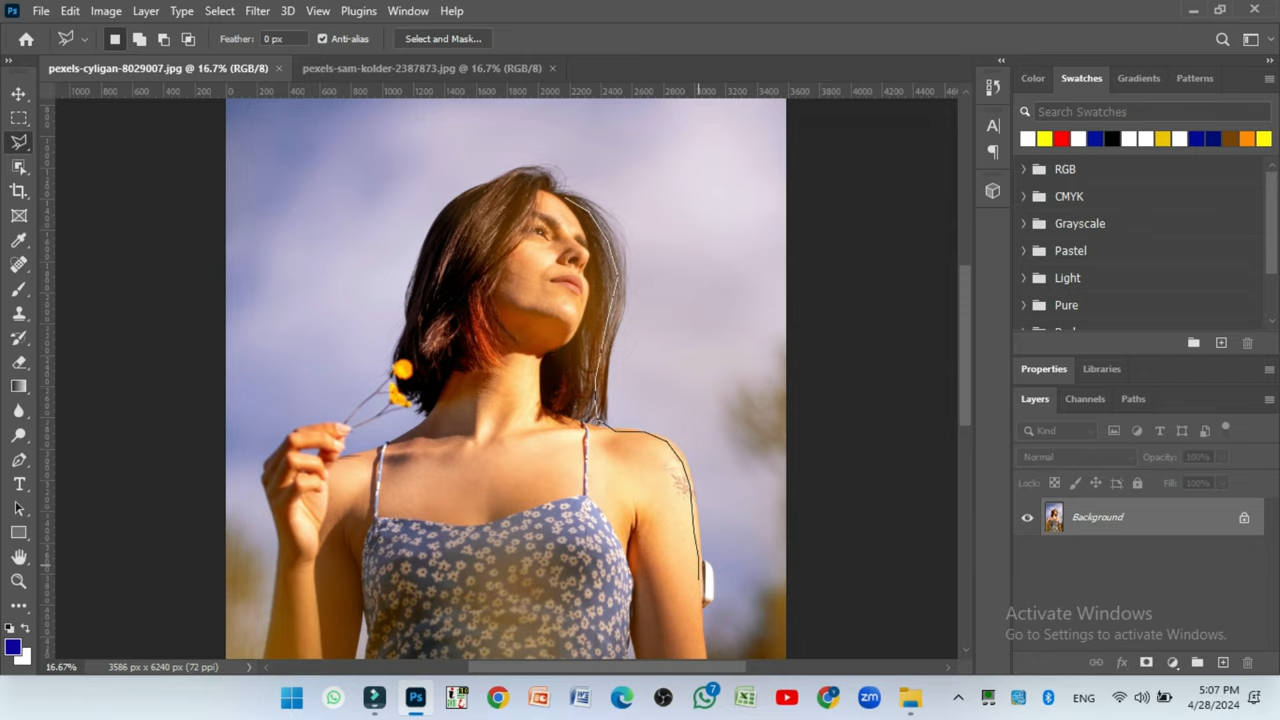 Ps File Edit Image Layer Type Select Filter 3D View Plugins Window Help
Feather: 0 px Anti-alias Select and Mask...
pexels-cyligan-8029007.jpg @ 16.7% (RGB/8) × pexels-sam-kolder-2387873.jpg @ 16.7% (RGB/8) ×
1000 800 600 400 200 0 200 400 600 800 1000 1200 1400 1600 1800 2000 2200 2400 2600 2800 3000 3200 3400 3600 3800 4000 4200 4400
Color Swatches Gradients Patterns
Search Swatches
RGB
CMYK
Grayscale
Pastel
Light
Pure
Properties Libraries
Layers Channels Paths
Kind
Normal Opacity: 100%
Lock: Fill: 100%
Background
Activate Windows
Go to Settings to activate Windows.
16.67% 3586 px x 6240 px (72 ppi)
7 ENG 5:07 PM
4/28/2024